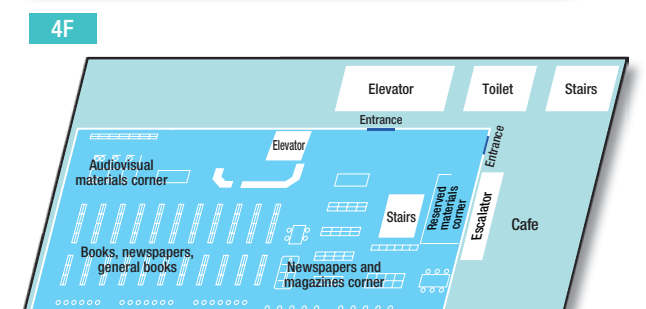 4F
Elevator
Toilet
Stairs
Entrance
Entrance
Elevator
Audiovisual
materials corner
Reserved
materials
corner
Stairs
Escalator
Cafe
Books, newspapers,
general books
Newspapers and
magazines corner